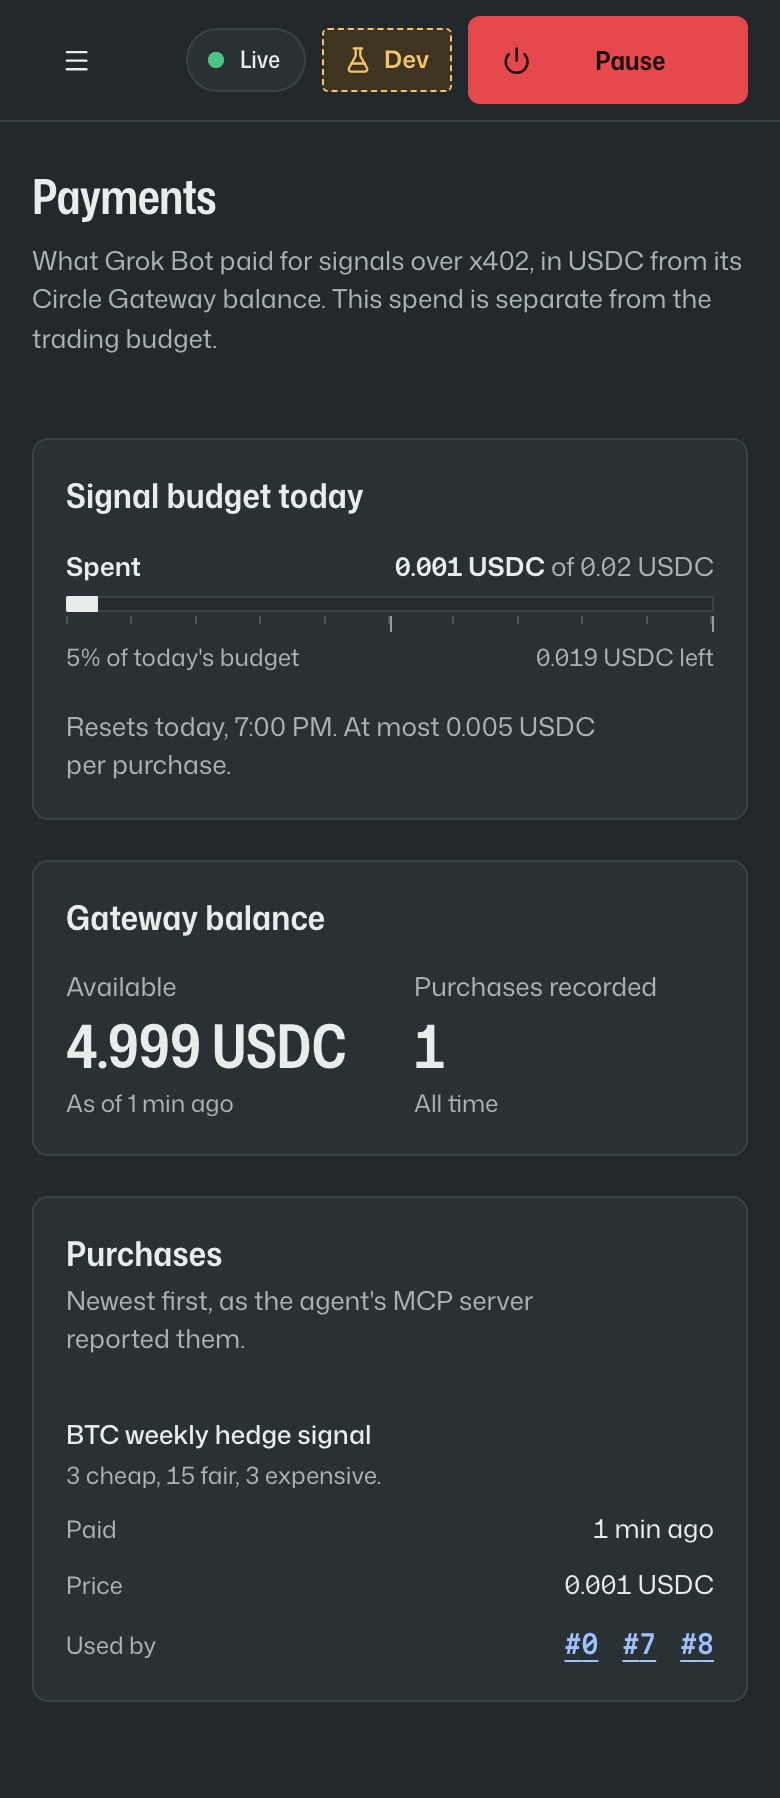 Live
Dev
Pause
Payments
What Grok Bot paid for signals over x402, in USDC from its
Circle Gateway balance. This spend is separate from the
trading budget.
Signal budget today
Spent
0.001 USDC of 0.02 USDC
5% of today's budget
0.019 USDC left
Resets today, 7:00 PM. At most 0.005 USDC
per purchase.
Gateway balance
Available
4.999 USDC
As of 1 min ago
Purchases recorded
1
All time
Purchases
Newest first, as the agent's MCP server
reported them.
BTC weekly hedge signal
3 cheap, 15 fair, 3 expensive.
Paid
1 min ago
Price
0.001 USDC
Used by
#0 #7 #8